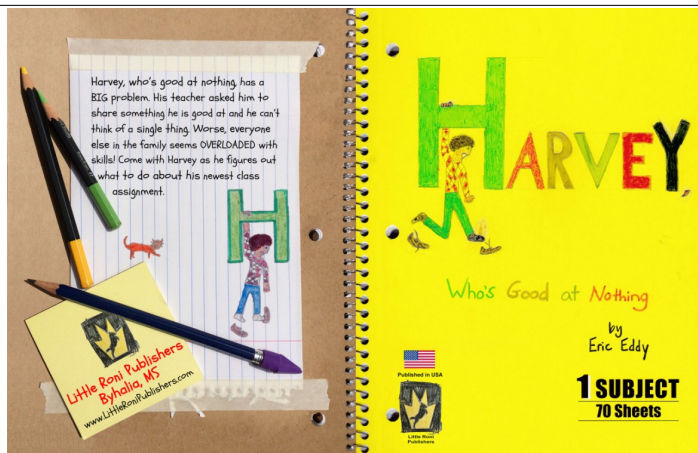 Harvey, who's good at nothing, has a
BIG problem. His teacher asked him to
share something he is good at and he can't
think of a single thing. Worse, everyone
else in the family seems OVERLOADED with
skills! Come with Harvey as he figures out
what to do about his newest class
assignment.
H
Little Roni Publishers
Byhalia, MS
www.LittleRoniPublishers.com
HARVEY,
Who's Good at Nothing
by
Eric Eddy
Published in USA
Little Roni
Publishers
1 SUBJECT
70 Sheets